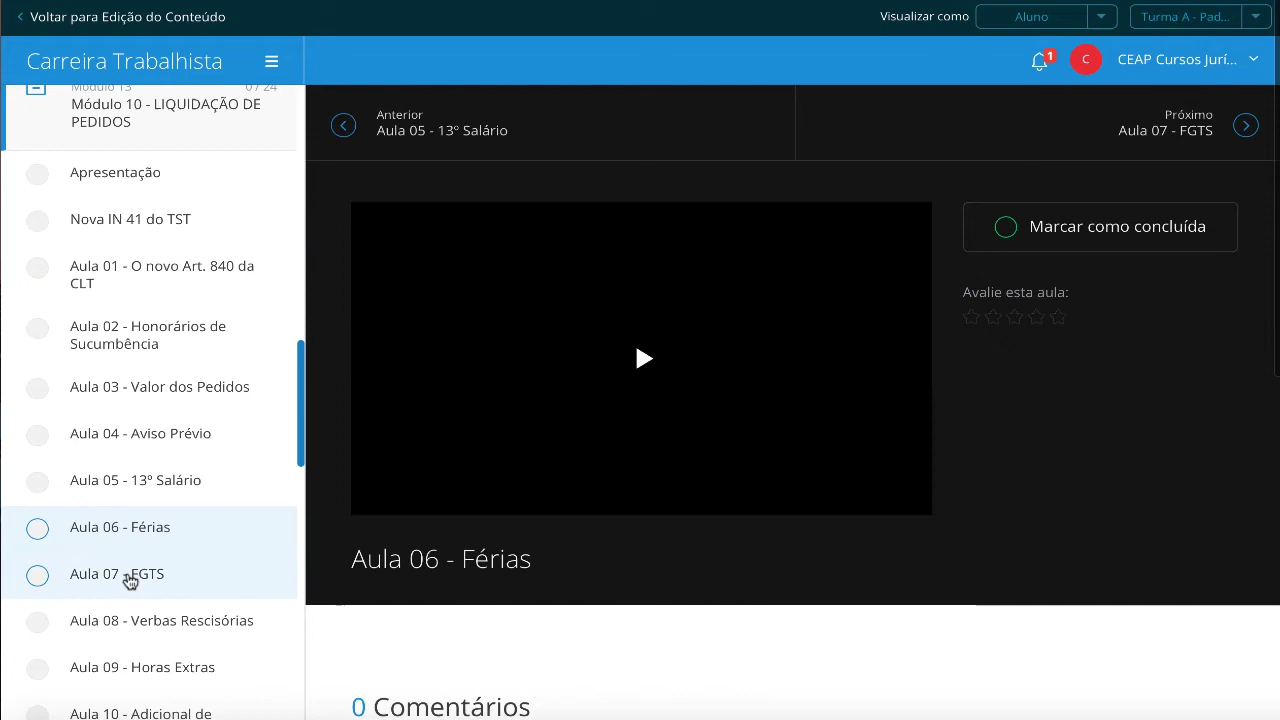 Voltar para Edição do Conteúdo
Visualizar como
Aluno
Turma A - Pad...
Carreira Trabalhista
1
C
CEAP Cursos Jurí...
Módulo 13
0 / 24
Módulo 10 - LIQUIDAÇÃO DE
PEDIDOS
Apresentação
Nova IN 41 do TST
Aula 01 - O novo Art. 840 da
CLT
Aula 02 - Honorários de
Sucumbência
Aula 03 - Valor dos Pedidos
Aula 04 - Aviso Prévio
Aula 05 - 13º Salário
Aula 06 - Férias
Aula 07 - FGTS
Aula 08 - Verbas Rescisórias
Aula 09 - Horas Extras
Aula 10 - Adicional de
Anterior
Aula 05 - 13º Salário
Próximo
Aula 07 - FGTS
Marcar como concluída
Avalie esta aula:
Aula 06 - Férias
0 Comentários